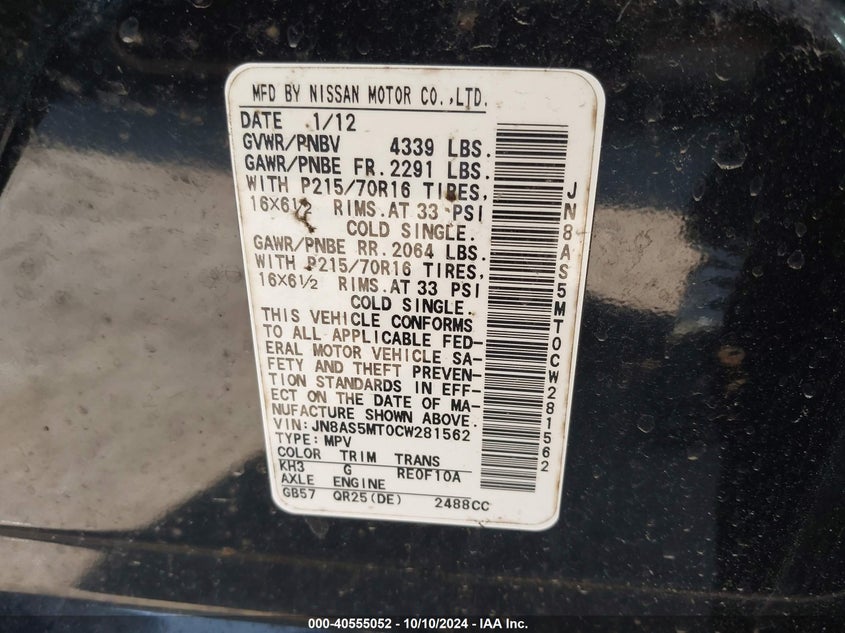 MFD BY NISSAN MOTOR CO.,LTD.
DATE 1/12
GVWR/PNBV 4339 LBS.
GAWR/PNBE FR. 2291 LBS.
WITH P215/70R16 TIRES,
16X6½ RIMS.AT 33 PSI
COLD SINGLE.
GAWR/PNBE RR. 2064 LBS.
WITH P215/70R16 TIRES,
16X6½ RIMS.AT 33 PSI
COLD SINGLE.
THIS VEHICLE CONFORMS
TO ALL APPLICABLE FED-
ERAL MOTOR VEHICLE SA-
FETY AND THEFT PREVEN-
TION STANDARDS IN EFF-
ECT ON THE DATE OF MA-
NUFACTURE SHOWN ABOVE.
VIN:JN8AS5MT0CW281562
TYPE:MPV
COLOR TRIM TRANS
KH3 G RE0F10A
AXLE ENGINE
GB57 QR25(DE) 2488CC
JN8AS5MT0CW281562
000-40555052 - 10/10/2024 - IAA Inc.